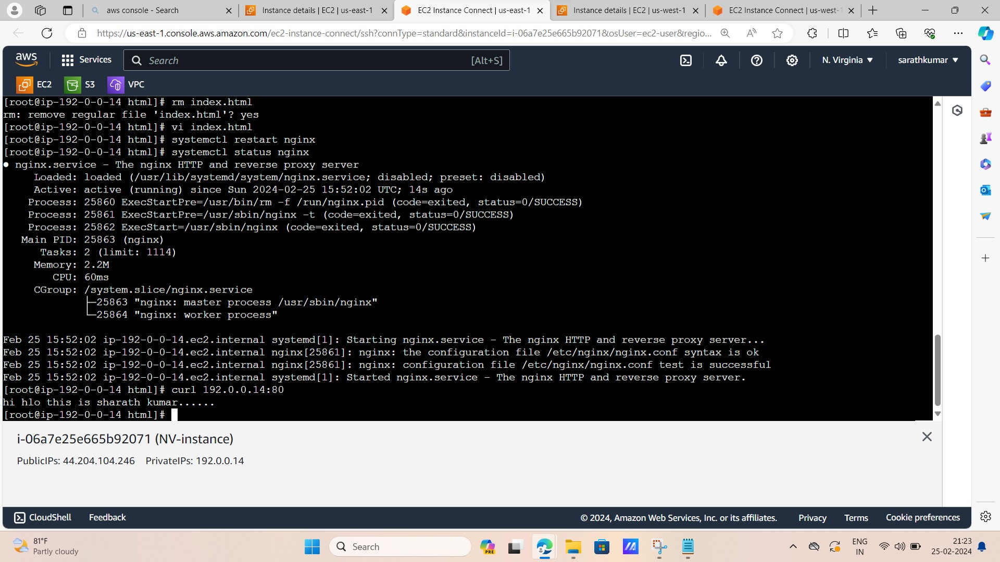 aws console - Search
Instance details | EC2 | us-east-1
EC2 Instance Connect | us-east-1
Instance details | EC2 | us-west-1
EC2 Instance Connect | us-west-1
https://us-east-1.console.aws.amazon.com/ec2-instance-connect/ssh?connType=standard&instanceId=i-06a7e25e665b92071&osUser=ec2-user&regio...
aws
Services
Search
[Alt+S]
N. Virginia
sarathkumar
EC2
S3
VPC
[root@ip-192-0-0-14 html]# rm index.html
rm: remove regular file 'index.html'? yes
[root@ip-192-0-0-14 html]# vi index.html
[root@ip-192-0-0-14 html]# systemctl restart nginx
[root@ip-192-0-0-14 html]# systemctl status nginx
● nginx.service - The nginx HTTP and reverse proxy server
Loaded: loaded (/usr/lib/systemd/system/nginx.service; disabled; preset: disabled)
Active: active (running) since Sun 2024-02-25 15:52:02 UTC; 14s ago
Process: 25860 ExecStartPre=/usr/bin/rm -f /run/nginx.pid (code=exited, status=0/SUCCESS)
Process: 25861 ExecStartPre=/usr/sbin/nginx -t (code=exited, status=0/SUCCESS)
Process: 25862 ExecStart=/usr/sbin/nginx (code=exited, status=0/SUCCESS)
Main PID: 25863 (nginx)
Tasks: 2 (limit: 1114)
Memory: 2.2M
CPU: 60ms
CGroup: /system.slice/nginx.service
├─25863 "nginx: master process /usr/sbin/nginx"
└─25864 "nginx: worker process"
Feb 25 15:52:02 ip-192-0-0-14.ec2.internal systemd[1]: Starting nginx.service - The nginx HTTP and reverse proxy server...
Feb 25 15:52:02 ip-192-0-0-14.ec2.internal nginx[25861]: nginx: the configuration file /etc/nginx/nginx.conf syntax is ok
Feb 25 15:52:02 ip-192-0-0-14.ec2.internal nginx[25861]: nginx: configuration file /etc/nginx/nginx.conf test is successful
Feb 25 15:52:02 ip-192-0-0-14.ec2.internal systemd[1]: Started nginx.service - The nginx HTTP and reverse proxy server.
[root@ip-192-0-0-14 html]# curl 192.0.0.14:80
hi hlo this is sharath kumar......
[root@ip-192-0-0-14 html]#
i-06a7e25e665b92071 (NV-instance)
PublicIPs: 44.204.104.246 PrivateIPs: 192.0.0.14
CloudShell
Feedback
© 2024, Amazon Web Services, Inc. or its affiliates.
Privacy
Terms
Cookie preferences
81°F
Partly cloudy
Search
PRE
ENG
IN
21:23
25-02-2024